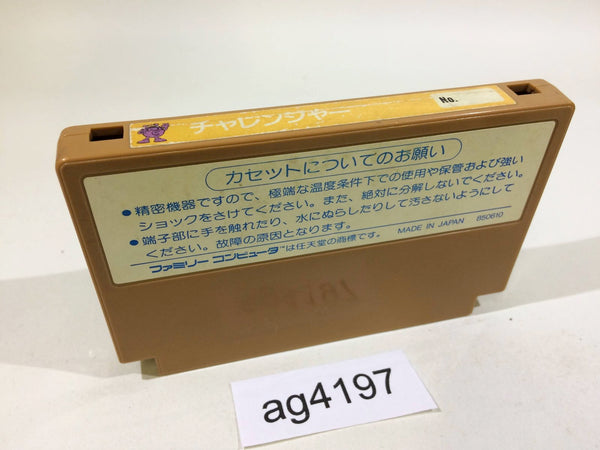 チャレンジャー
No.
カセットについてのお願い
●精密機器ですので、極端な温度条件下での使用や保管および強い
ショックをさけてください。また、絶対に分解しないでください。
●端子部に手を触れたり、水にぬらしたりして汚さないようにして
ください。故障の原因となります。
MADE IN JAPAN 850610
ファミリー コンピュータ™は任天堂の商標です。
ag4197